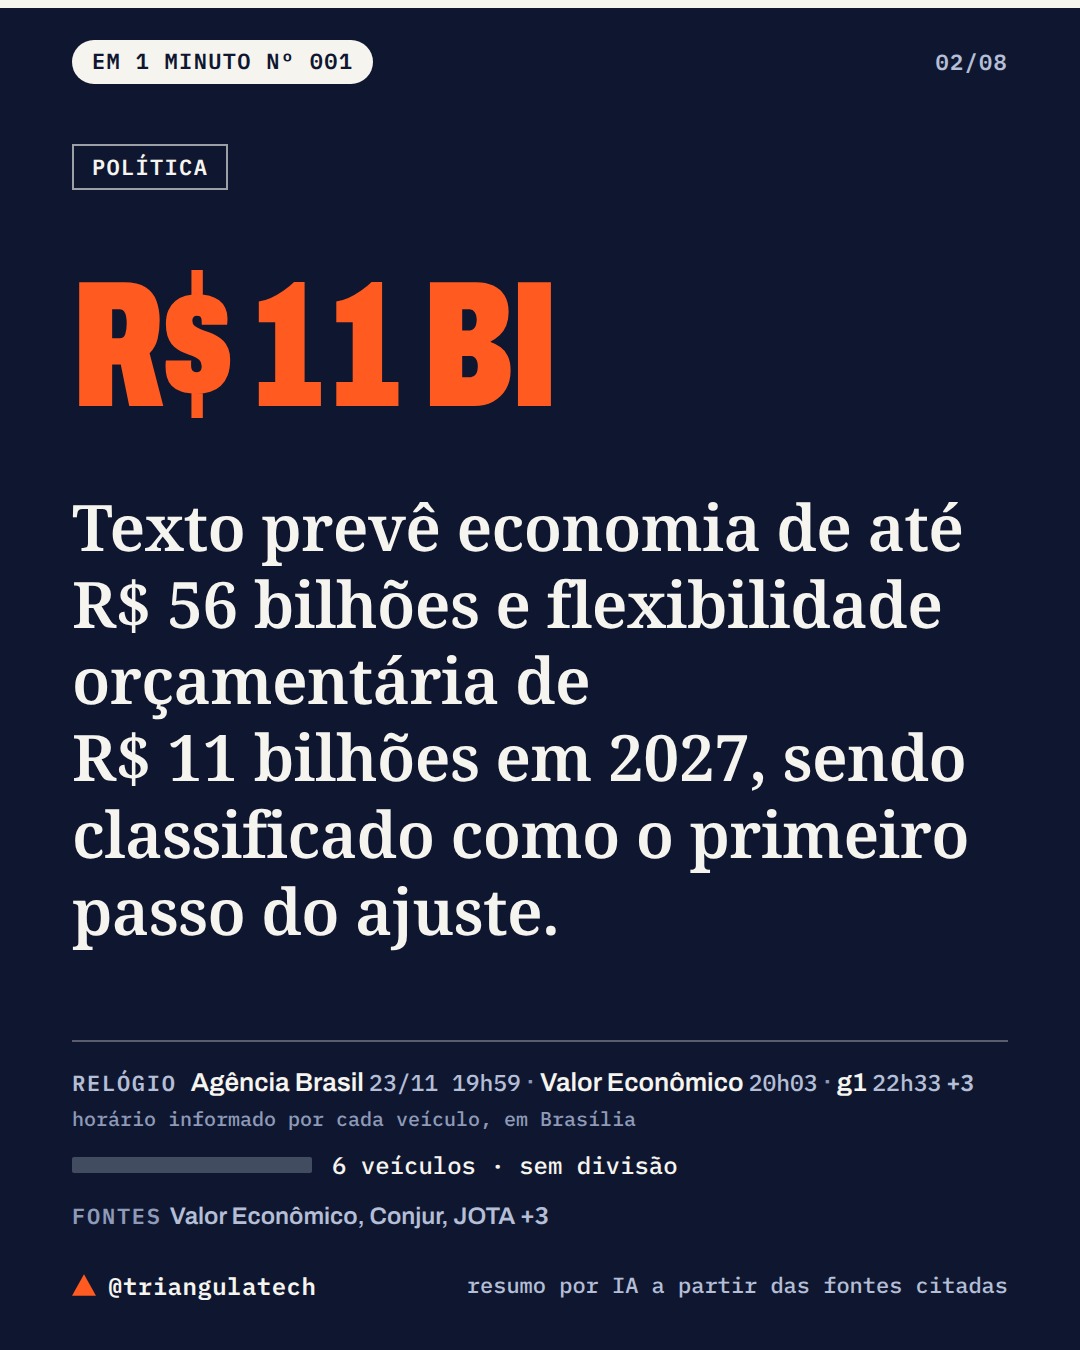 EM 1 MINUTO Nº 001
02/08
POLÍTICA
R$ 11 BI
Texto prevê economia de até
R$ 56 bilhões e flexibilidade
orçamentária de
R$ 11 bilhões em 2027, sendo
classificado como o primeiro
passo do ajuste.
RELÓGIO Agência Brasil 23/11 19h59 · Valor Econômico 20h03 · g1 22h33 +3
horário informado por cada veículo, em Brasília
6 veículos · sem divisão
FONTES Valor Econômico, Conjur, JOTA +3
@triangulatech
resumo por IA a partir das fontes citadas